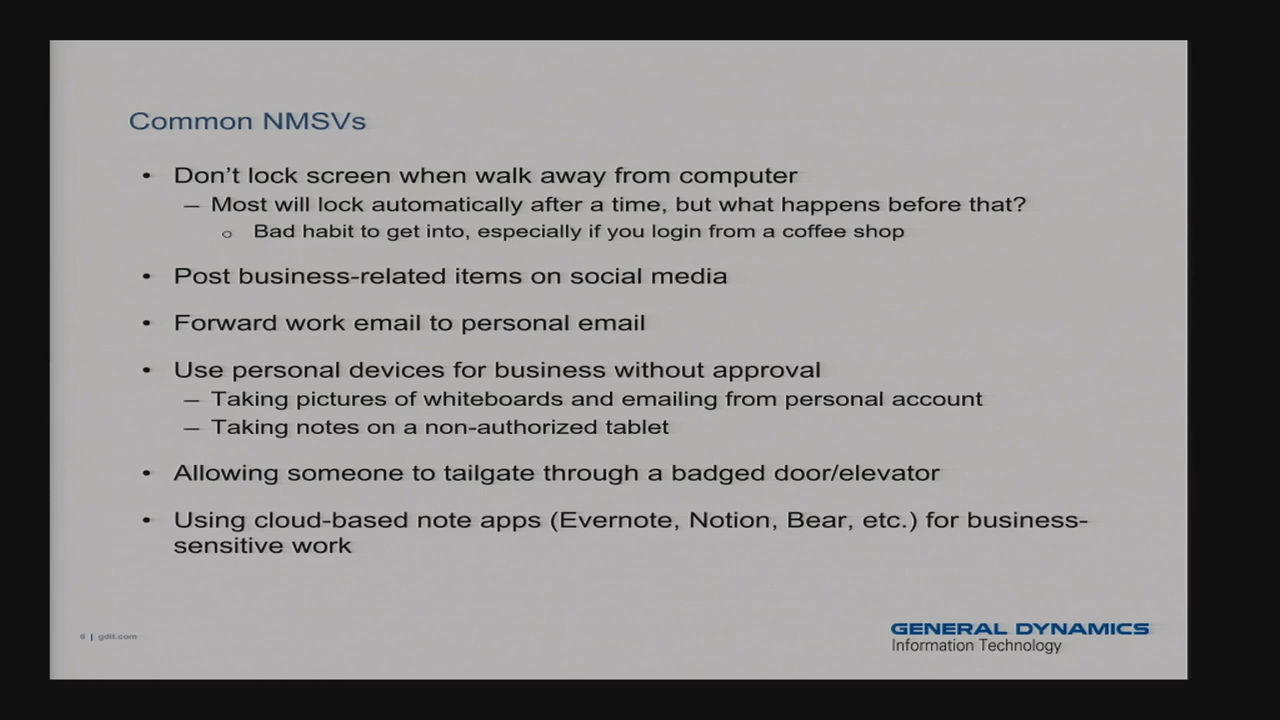 Common NMSVs
• Don't lock screen when walk away from computer
– Most will lock automatically after a time, but what happens before that?
o Bad habit to get into, especially if you login from a coffee shop
• Post business-related items on social media
• Forward work email to personal email
• Use personal devices for business without approval
– Taking pictures of whiteboards and emailing from personal account
– Taking notes on a non-authorized tablet
• Allowing someone to tailgate through a badged door/elevator
• Using cloud-based note apps (Evernote, Notion, Bear, etc.) for business-
sensitive work
6 | gdit.com
GENERAL DYNAMICS
Information Technology